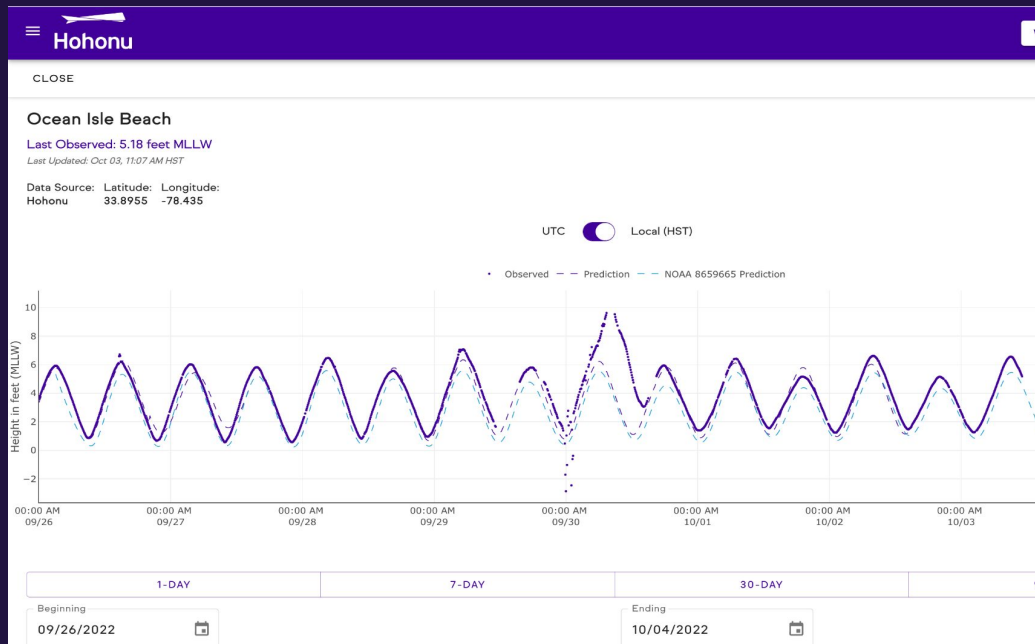 Hohonu
CLOSE
Ocean Isle Beach
Last Observed: 5.18 feet MLLW
Last Updated: Oct 03, 11:07 AM HST
Data Source: Latitude: Longitude:
Hohonu 33.8955 -78.435
UTC Local (HST)
Observed Prediction NOAA 8659665 Prediction
Height in feet (MLLW)
10
8
6
4
2
0
−2
00:00 AM 00:00 AM 00:00 AM 00:00 AM 00:00 AM 00:00 AM 00:00 AM 00:00 AM
09/26 09/27 09/28 09/29 09/30 10/01 10/02 10/03
1-DAY 7-DAY 30-DAY
Beginning Ending
09/26/2022 10/04/2022